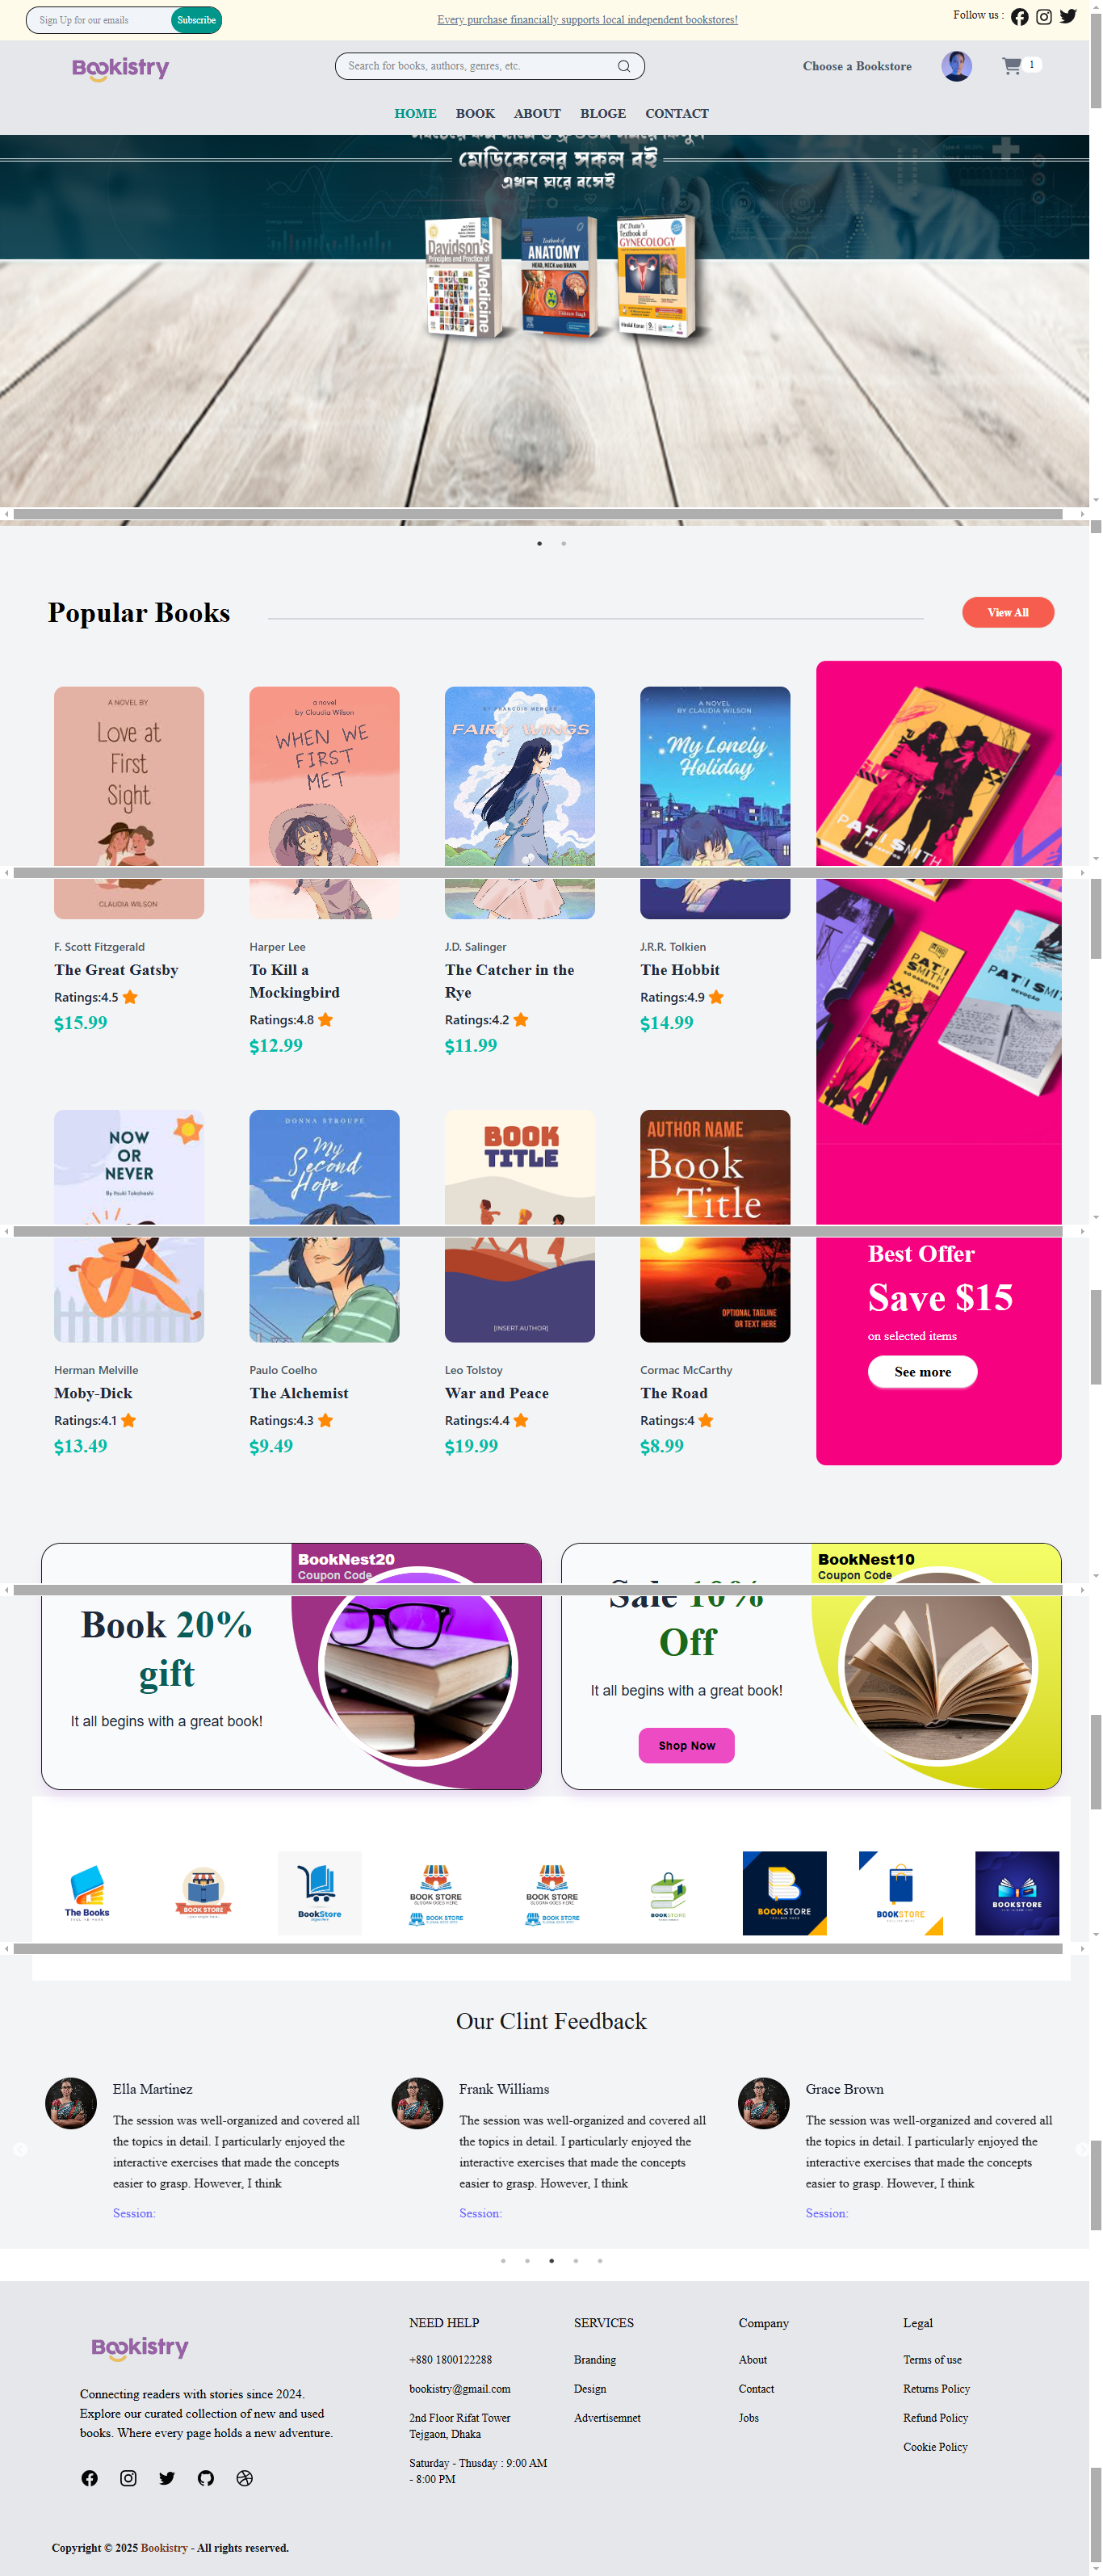 Sign Up for our emails
Subscribe
Every purchase financially supports local independent bookstores!
Follow us :
Bookistry
Search for books, authors, genres, etc.
Choose a Bookstore
1
HOME BOOK ABOUT BLOGE CONTACT
মেডিকেলের সকল বই
এখন ঘরে বসেই
Davidson's
Principles and Practice of
Medicine
Textbook of
ANATOMY
HEAD, NECK AND BRAIN
DC Dutta's
Textbook of
GYNECOLOGY
Popular Books
View All
A NOVEL BY
Love at
First
Sight
CLAUDIA WILSON
a novel
by Claudia Wilson
WHEN WE
FIRST
MET
BY FRANCOIS MERCER
FAIRY WINGS
A NOVEL
BY CLAUDIA WILSON
My Lonely
Holiday
PAT I SMITH
F. Scott Fitzgerald
The Great Gatsby
Ratings:4.5
$15.99
Harper Lee
To Kill a
Mockingbird
Ratings:4.8
$12.99
J.D. Salinger
The Catcher in the
Rye
Ratings:4.2
$11.99
J.R.R. Tolkien
The Hobbit
Ratings:4.9
$14.99
PATI
SMITH
SÓ GAROTOS
PATI
SMITH
DEVOÇÃO
NOW
OR
NEVER
By Itsuki Takahashi
DONNA STROUPE
My
Second
Hope
BOOK
TITLE
[INSERT AUTHOR]
AUTHOR NAME
Book
Title
OPTIONAL TAGLINE
OR TEXT HERE
Best Offer
Save $15
on selected items
See more
Herman Melville
Moby-Dick
Ratings:4.1
$13.49
Paulo Coelho
The Alchemist
Ratings:4.3
$9.49
Leo Tolstoy
War and Peace
Ratings:4.4
$19.99
Cormac McCarthy
The Road
Ratings:4
$8.99
BookNest20
Coupon Code
Book 20%
gift
It all begins with a great book!
BookNest10
Coupon Code
Sale 10%
Off
It all begins with a great book!
Shop Now
The Books
BOOK STORE
BookStore
BOOK STORE
SLOGAN GOES HERE
BOOK STORE
BOOK STORE
SLOGAN GOES HERE
BOOK STORE
BOOKSTORE
BOOKSTORE
BOOKSTORE
BOOKSTORE
Our Clint Feedback
Ella Martinez
The session was well-organized and covered all
the topics in detail. I particularly enjoyed the
interactive exercises that made the concepts
easier to grasp. However, I think
Session:
Frank Williams
The session was well-organized and covered all
the topics in detail. I particularly enjoyed the
interactive exercises that made the concepts
easier to grasp. However, I think
Session:
Grace Brown
The session was well-organized and covered all
the topics in detail. I particularly enjoyed the
interactive exercises that made the concepts
easier to grasp. However, I think
Session:
Bookistry
Connecting readers with stories since 2024.
Explore our curated collection of new and used
books. Where every page holds a new adventure.
NEED HELP
+880 1800122288
bookistry@gmail.com
2nd Floor Rifat Tower
Tejgaon, Dhaka
Saturday - Thusday : 9:00 AM
- 8:00 PM
SERVICES
Branding
Design
Advertisemnet
Company
About
Contact
Jobs
Legal
Terms of use
Returns Policy
Refund Policy
Cookie Policy
Copyright © 2025 Bookistry - All rights reserved.